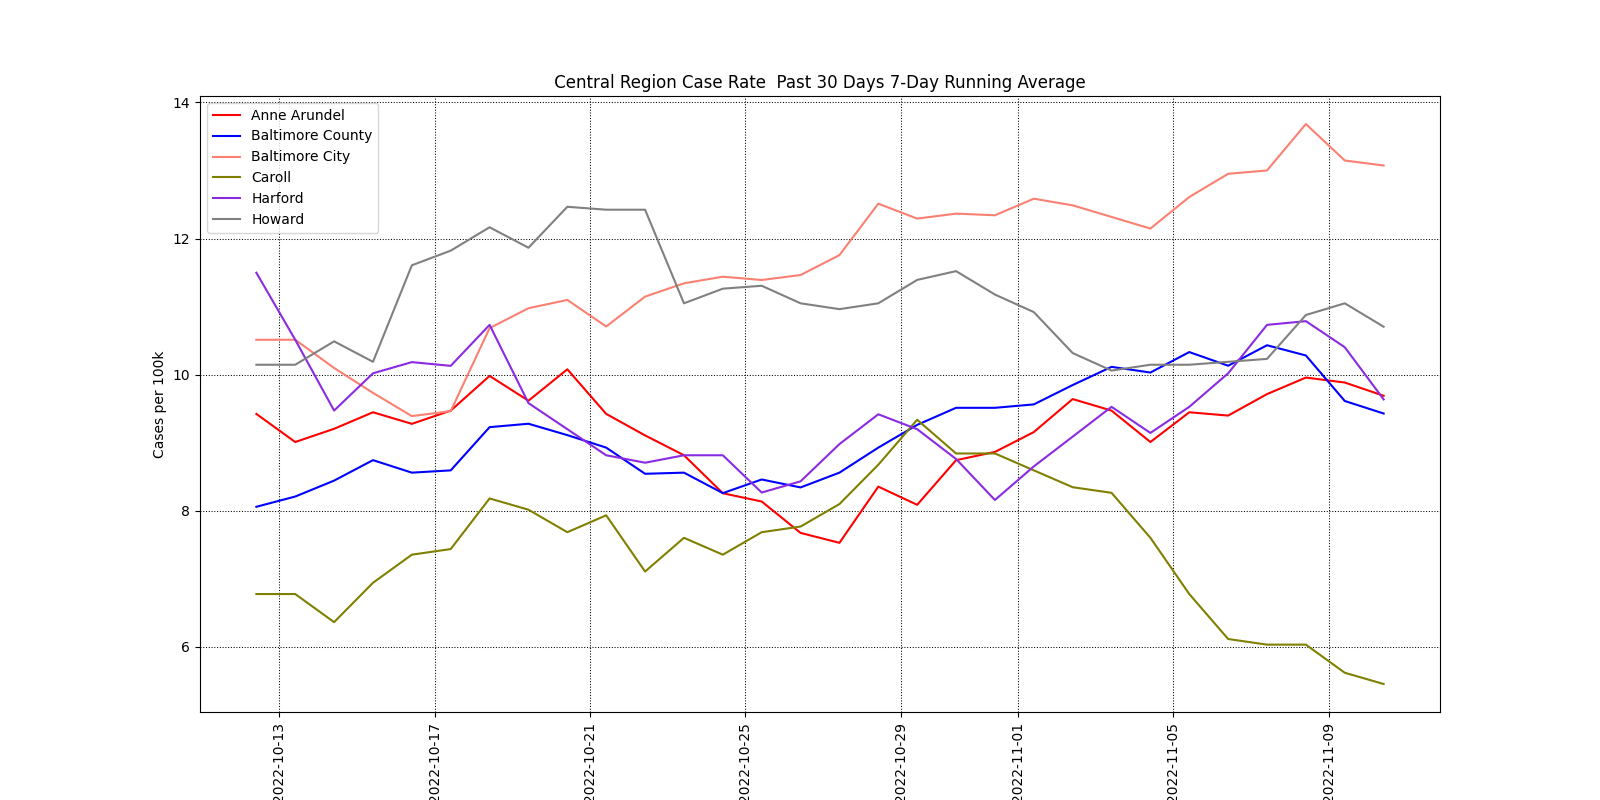 Central Region Case Rate  Past 30 Days 7-Day Running Average
14
12
10
8
6
Cases per 100k
Anne Arundel
Baltimore County
Baltimore City
Caroll
Harford
Howard
2022-10-13
2022-10-17
2022-10-21
2022-10-25
2022-10-29
2022-11-01
2022-11-05
2022-11-09